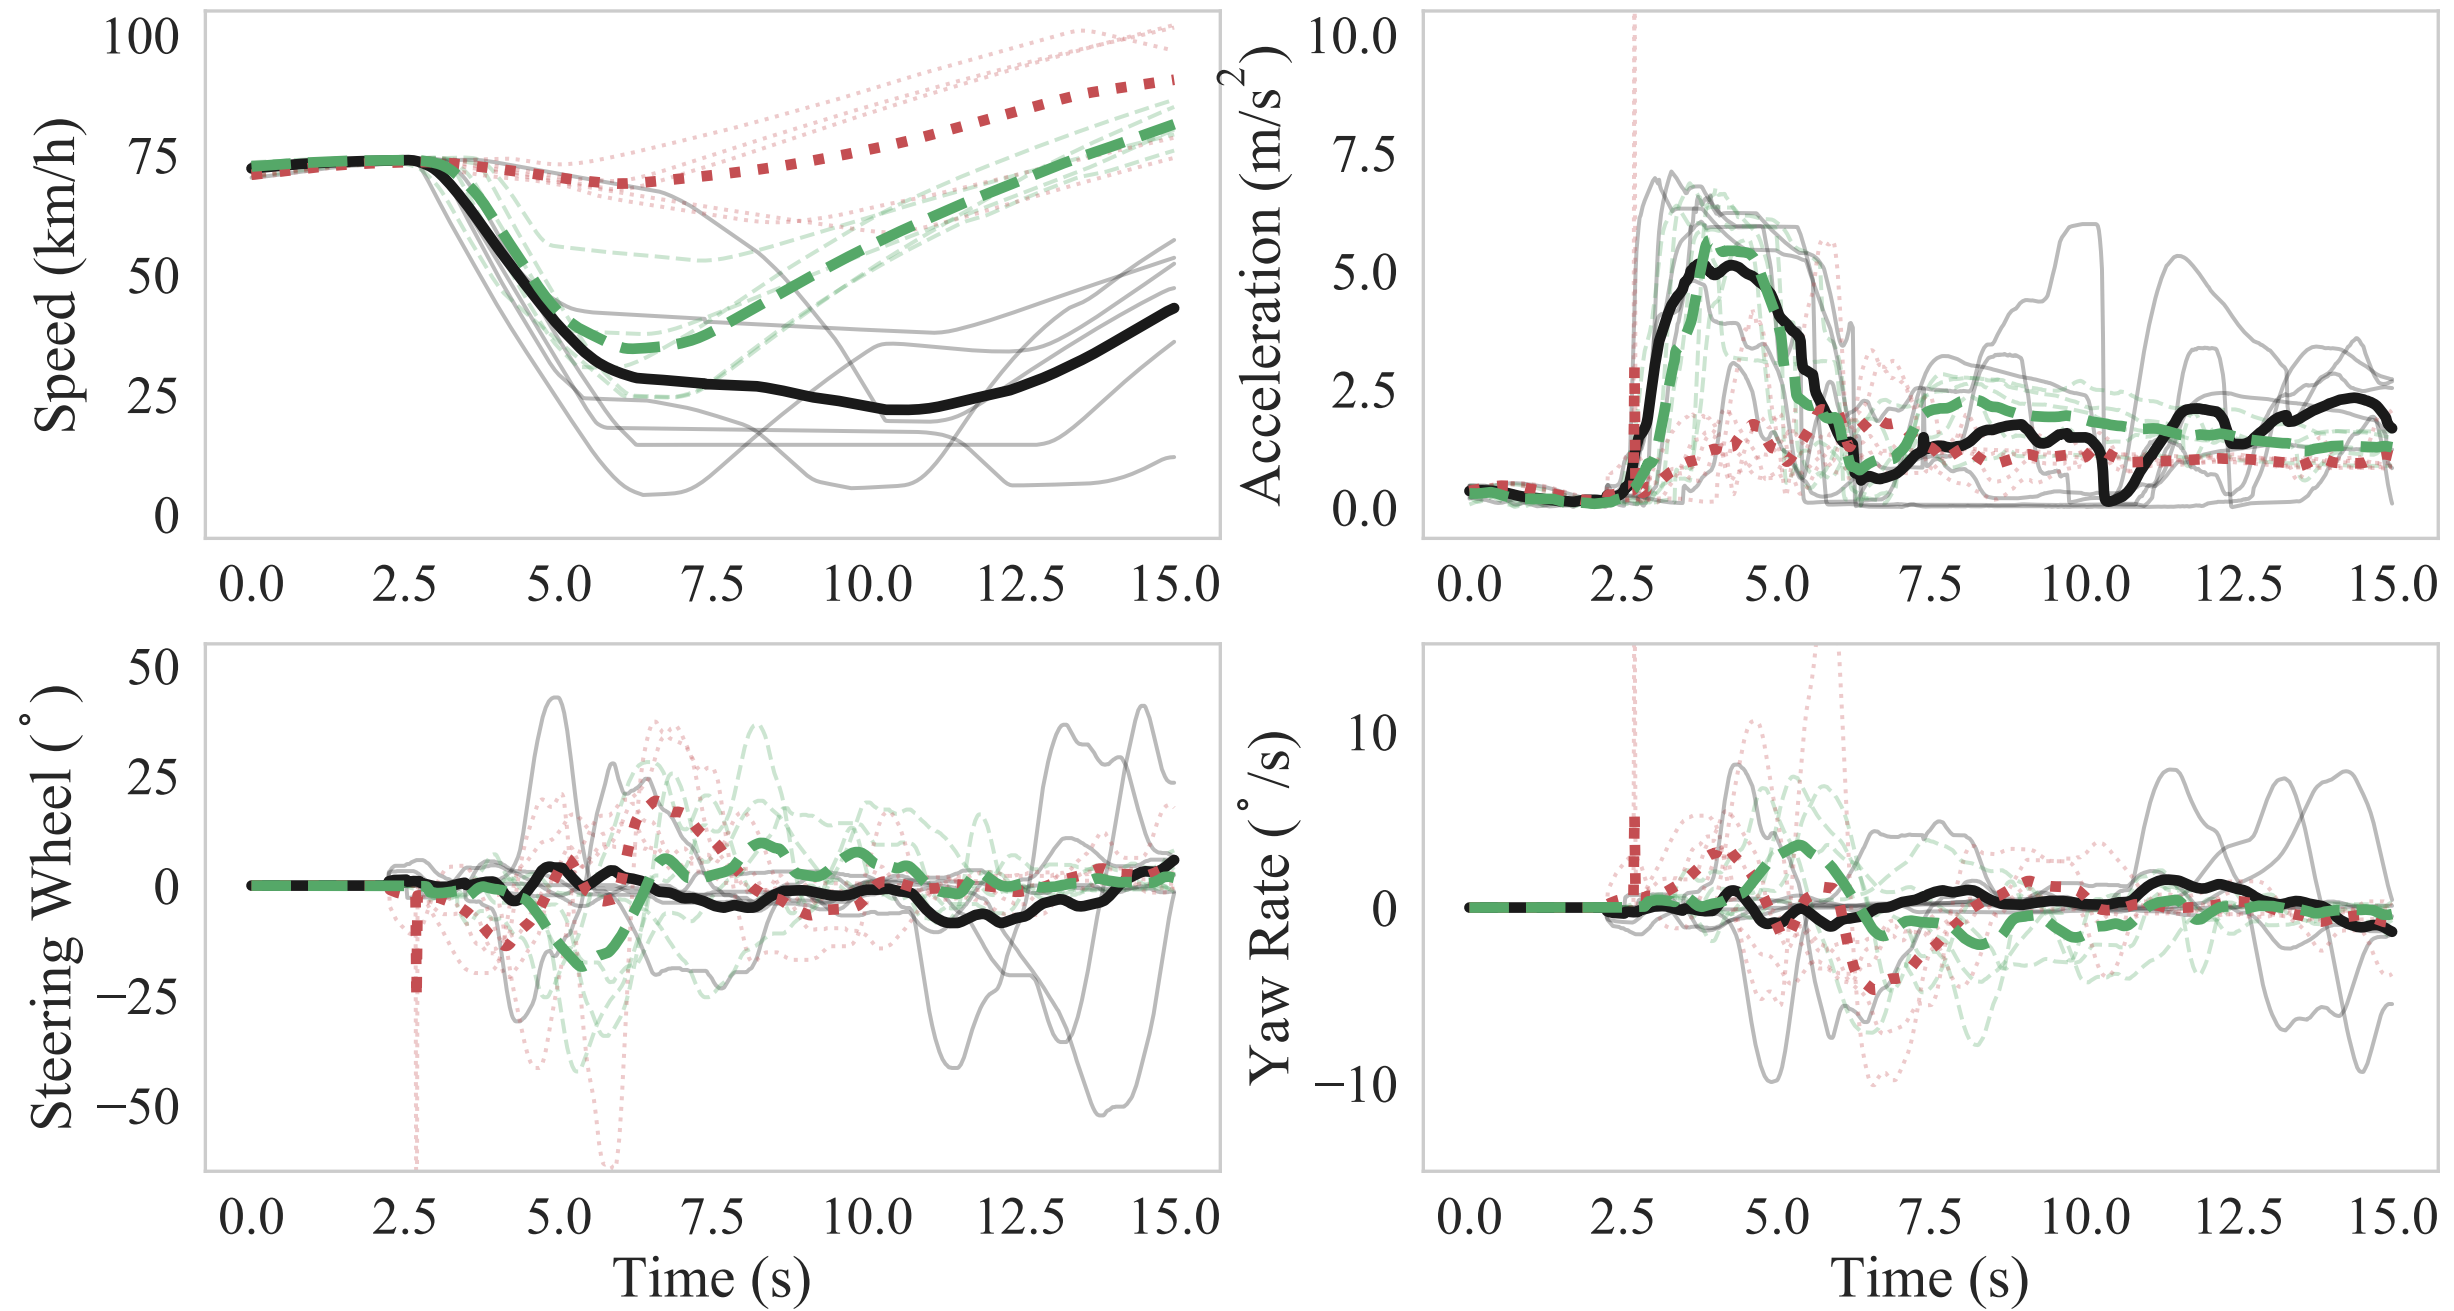 Speed (km/h)
100
75
50
25
0
0.0 2.5 5.0 7.5 10.0 12.5 15.0
Acceleration (m/s²)
10.0
7.5
5.0
2.5
0.0
0.0 2.5 5.0 7.5 10.0 12.5 15.0
Steering Wheel (°)
50
25
0
−25
−50
0.0 2.5 5.0 7.5 10.0 12.5 15.0
Time (s)
Yaw Rate (°/s)
10
0
−10
0.0 2.5 5.0 7.5 10.0 12.5 15.0
Time (s)